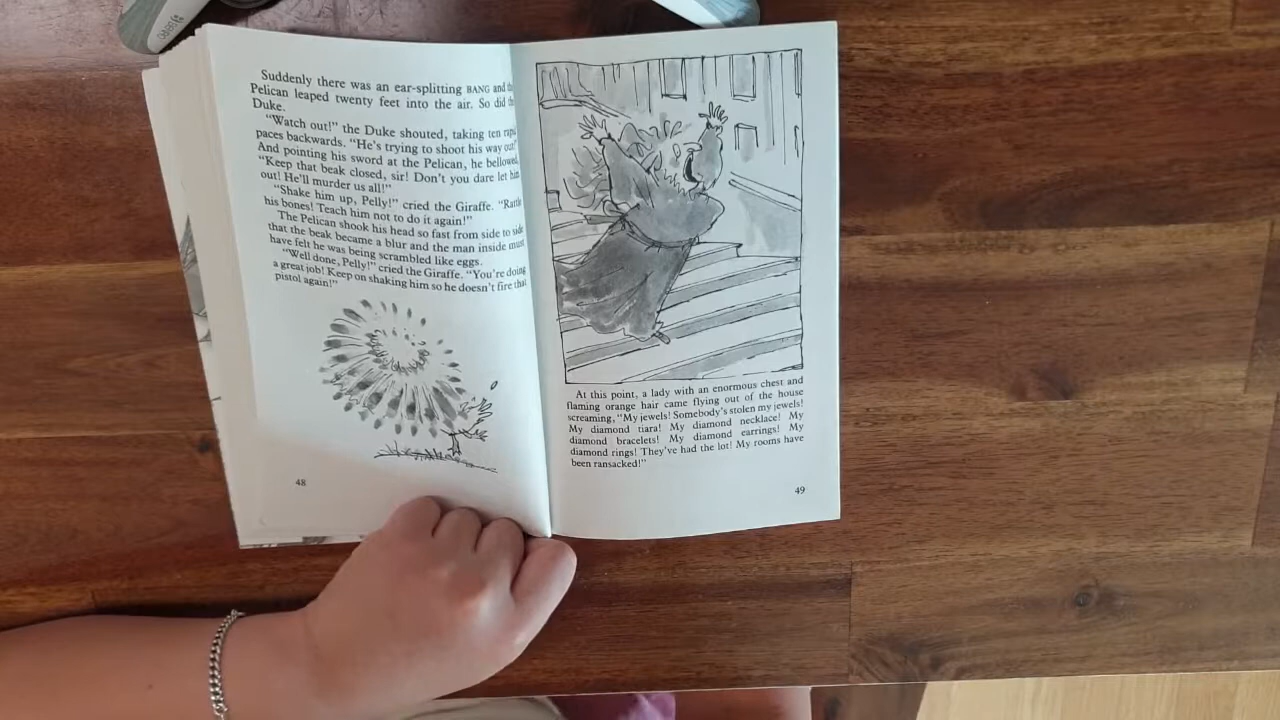 Suddenly there was an ear-splitting BANG and
Pelican leaped twenty feet into the air. So did
Duke.
"Watch out!" the Duke shouted, taking ten
paces backwards. "He's trying to shoot his way out!
And pointing his sword at the Pelican, he bellowed,
"Keep that beak closed, sir! Don't you dare let
out! He'll murder us all!"
"Shake him up, Pelly!" cried the Giraffe. "Rattle
his bones! Teach him not to do it again!"
The Pelican shook his head so fast from side to side
that the beak became a blur and the man inside must
have felt he was being scrambled like eggs.
"Well done, Pelly!" cried the Giraffe. "You're doing
a great job! Keep on shaking him so he doesn't fire that
pistol again!"
48
At this point, a lady with an enormous chest and
flaming orange hair came flying out of the house
screaming, "My jewels! Somebody's stolen my jewels!
My diamond tiara! My diamond necklace! My
diamond bracelets! My diamond earrings! My
diamond rings! They've had the lot! My rooms have
been ransacked!"
49